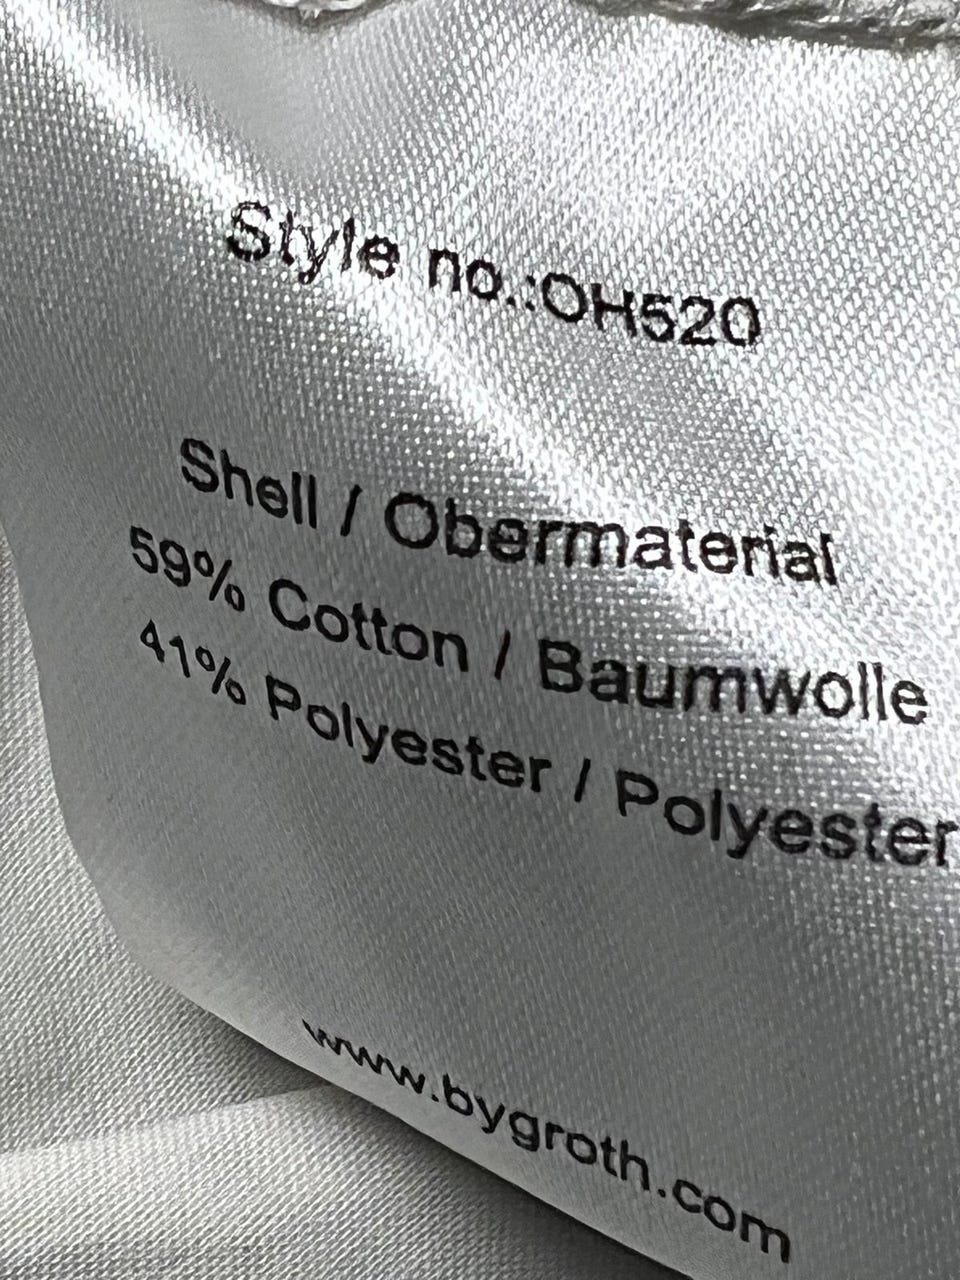 Style no.:OH520
Shell / Obermaterial
59% Cotton / Baumwolle
41% Polyester / Polyester
www.bygroth.com